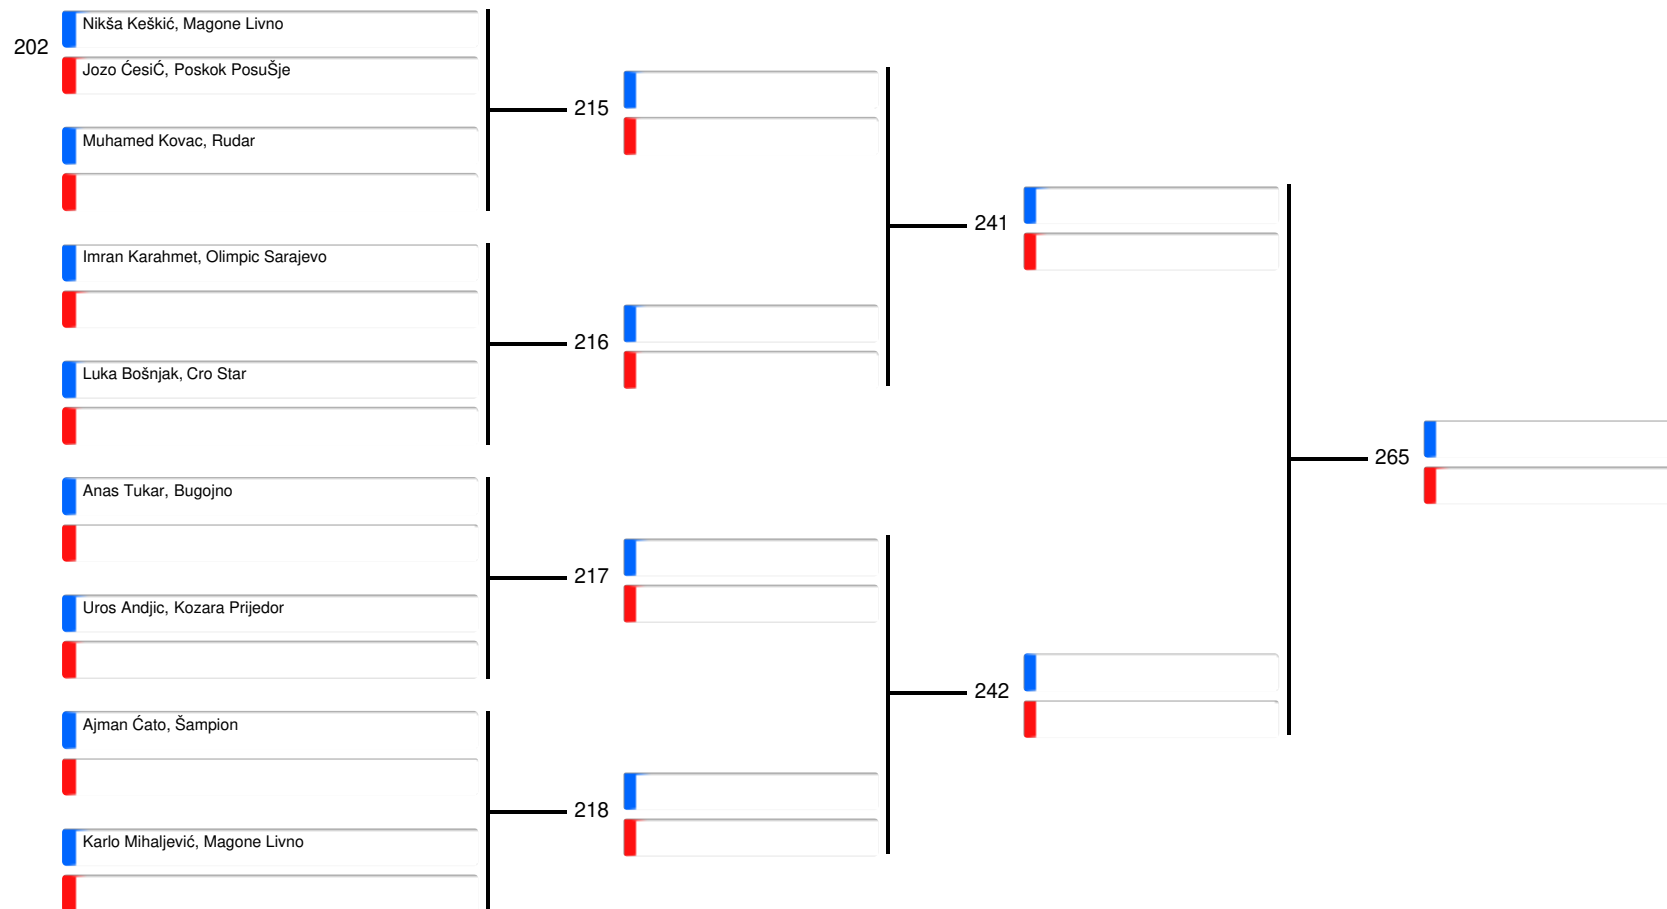 Nikša Keškić, Magone Livno
202
Jozo ĆesiĆ, Poskok PosuŠje
215
Muhamed Kovac, Rudar
241
Imran Karahmet, Olimpic Sarajevo
216
Luka Bošnjak, Cro Star
265
Anas Tukar, Bugojno
217
Uros Andjic, Kozara Prijedor
242
Ajman Ćato, Šampion
218
Karlo Mihaljević, Magone Livno